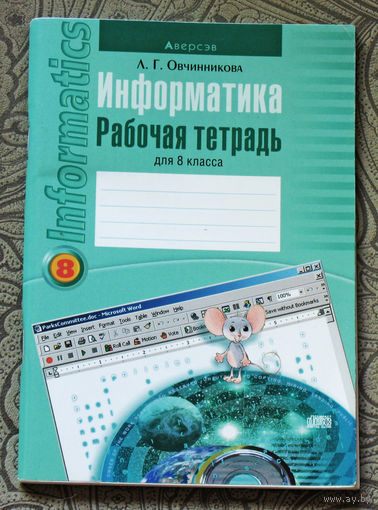 Аверсэв
Л. Г. Овчинникова
Информатика
Рабочая тетрадь
для 8 класса
Informatics
8
ParksCommittee.doc - Microsoft Word
File Edit View Insert Format Tools Table Window Help
100%
Roll Call Motion Vote
Save without Bookmarks
www.ay.by